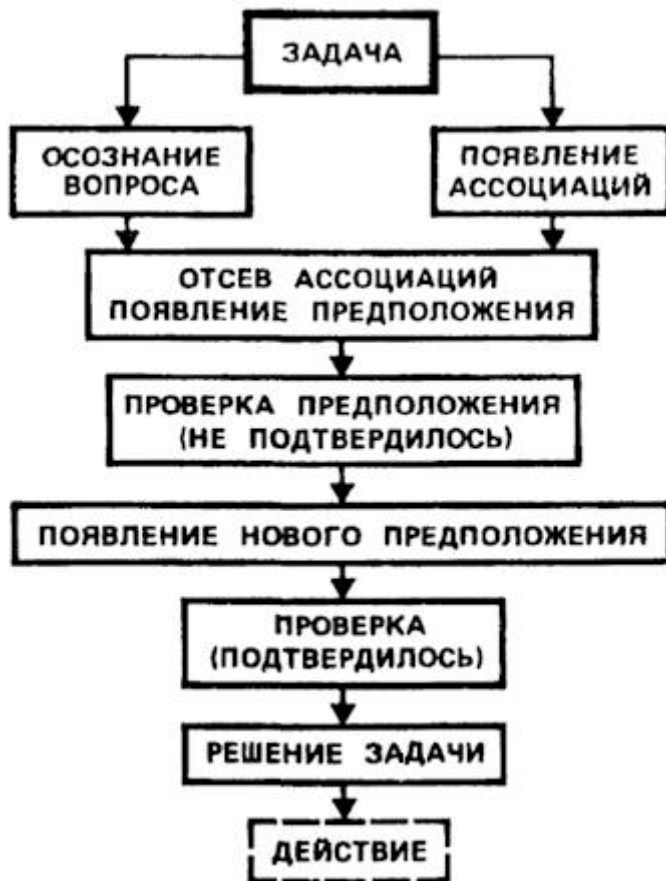 ЗАДАЧА
ОСОЗНАНИЕ
ВОПРОСА
ПОЯВЛЕНИЕ
АССОЦИАЦИЙ
ОТСЕВ АССОЦИАЦИЙ
ПОЯВЛЕНИЕ ПРЕДПОЛОЖЕНИЯ
ПРОВЕРКА ПРЕДПОЛОЖЕНИЯ
(НЕ ПОДТВЕРДИЛОСЬ)
ПОЯВЛЕНИЕ НОВОГО ПРЕДПОЛОЖЕНИЯ
ПРОВЕРКА
(ПОДТВЕРДИЛОСЬ)
РЕШЕНИЕ ЗАДАЧИ
ДЕЙСТВИЕ